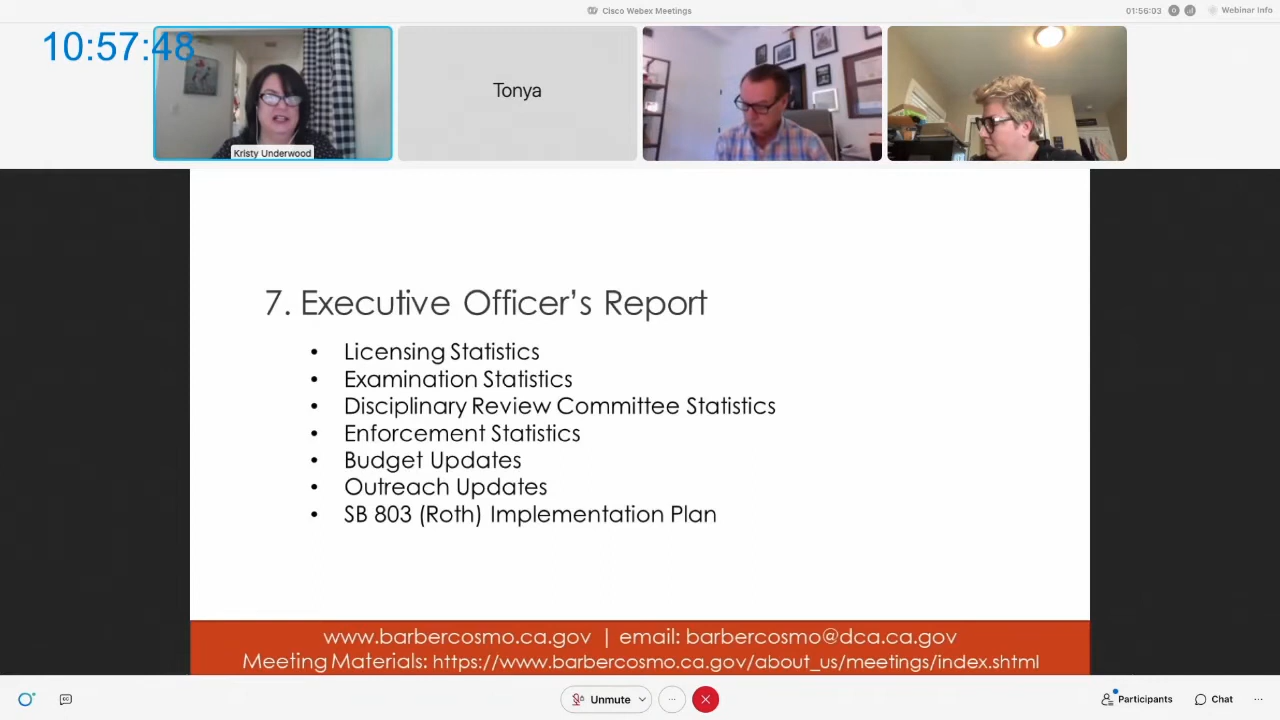 Cisco Webex Meetings
01:56:03
Webinar Info
10:57:48
Kristy Underwood
Tonya
7. Executive Officer's Report
• Licensing Statistics
• Examination Statistics
• Disciplinary Review Committee Statistics
• Enforcement Statistics
• Budget Updates
• Outreach Updates
• SB 803 (Roth) Implementation Plan
www.barbercosmo.ca.gov | email: barbercosmo@dca.ca.gov
Meeting Materials: https://www.barbercosmo.ca.gov/about_us/meetings/index.shtml
Unmute
Participants
Chat